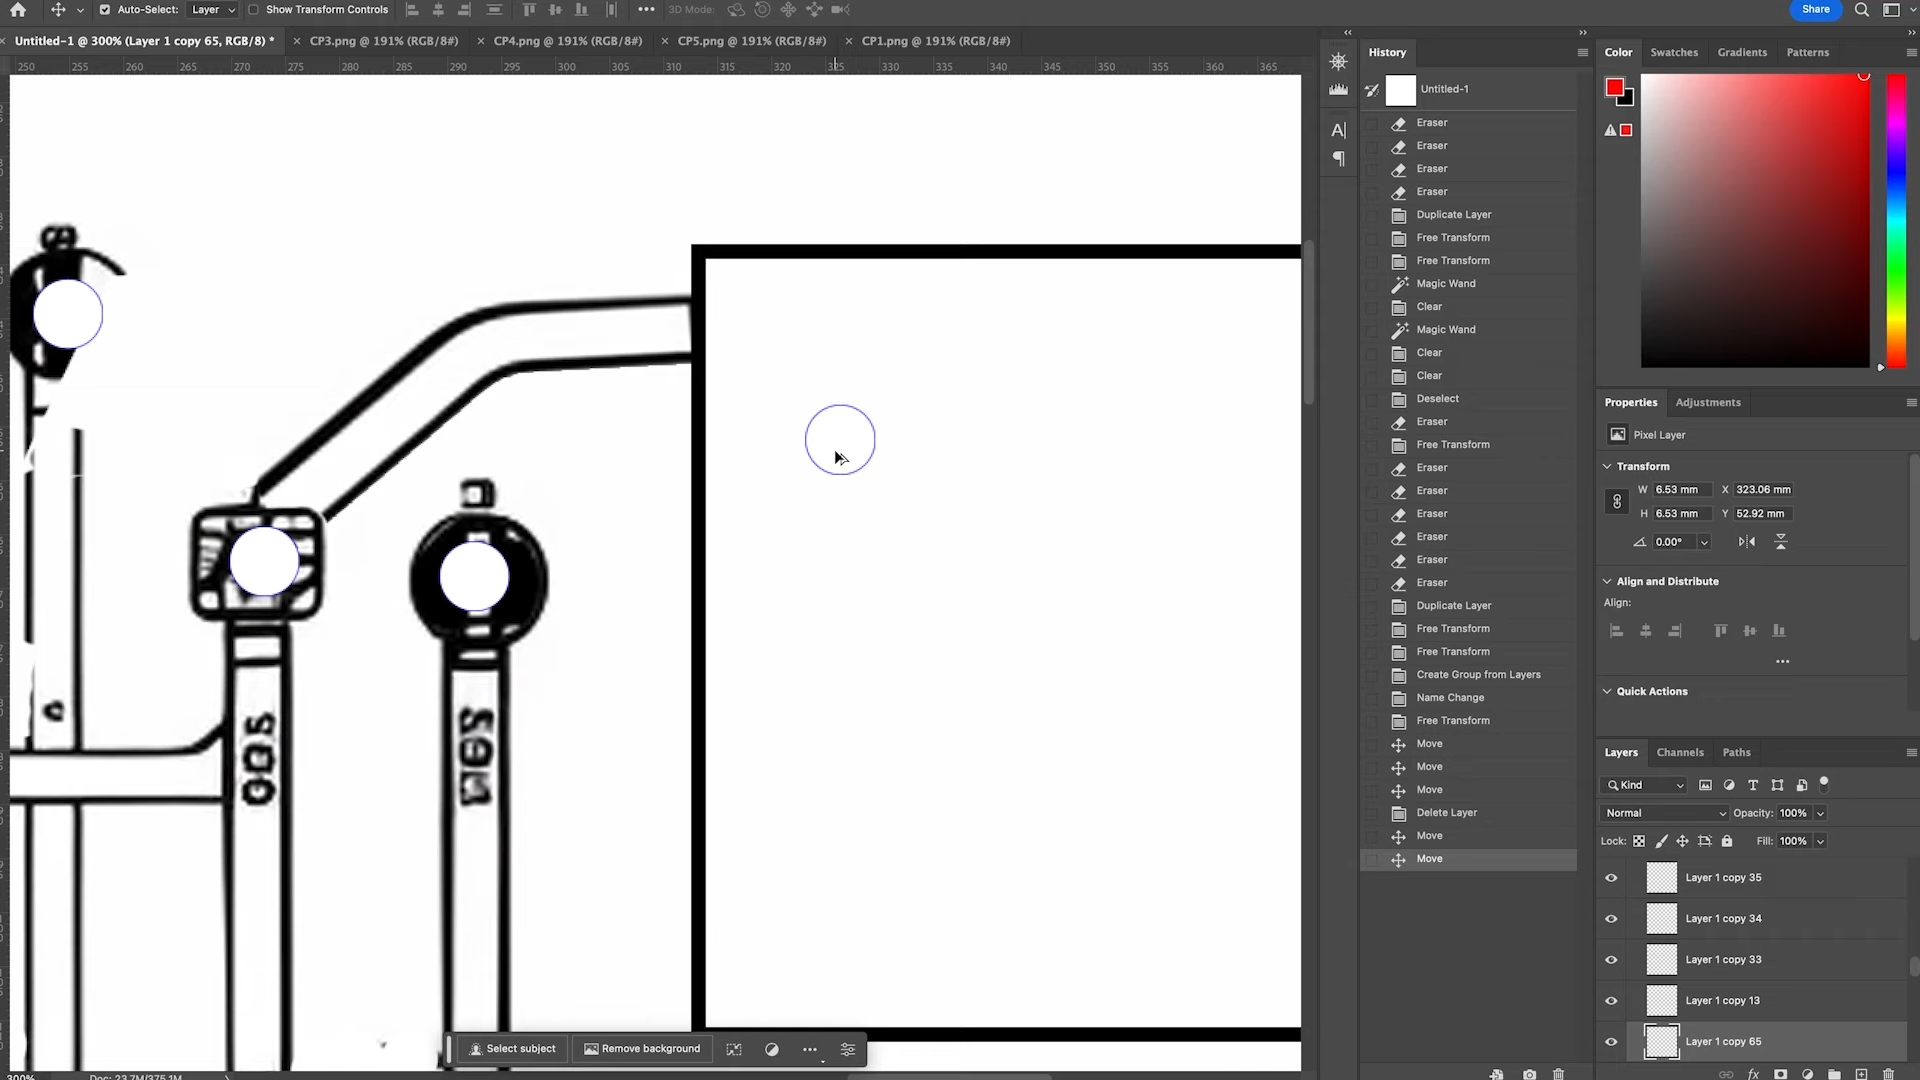 Auto-Select: Layer Show Transform Controls 3D Mode: Share
Untitled-1 @ 300% (Layer 1 copy 65, RGB/8) * CP3.png @ 191% (RGB/8#) CP4.png @ 191% (RGB/8#) CP5.png @ 191% (RGB/8#) CP1.png @ 191% (RGB/8#)
250 255 260 265 270 275 280 285 290 295 300 305 310 315 320 325 330 335 340 345 350 355 360 365
History
Untitled-1
Eraser
Eraser
Eraser
Eraser
Duplicate Layer
Free Transform
Free Transform
Magic Wand
Clear
Magic Wand
Clear
Clear
Deselect
Eraser
Free Transform
Eraser
Eraser
Eraser
Eraser
Eraser
Eraser
Duplicate Layer
Free Transform
Free Transform
Create Group from Layers
Name Change
Free Transform
Move
Move
Move
Delete Layer
Move
Move
Color Swatches Gradients Patterns
Properties Adjustments
Pixel Layer
Transform
W 6.53 mm X 323.06 mm
H 6.53 mm Y 52.92 mm
0.00°
Align and Distribute
Align:
Quick Actions
Layers Channels Paths
Kind
Normal Opacity: 100%
Lock: Fill: 100%
Layer 1 copy 35
Layer 1 copy 34
Layer 1 copy 33
Layer 1 copy 13
Layer 1 copy 65
Select subject Remove background
300% Doc: 23.7M/375.1M